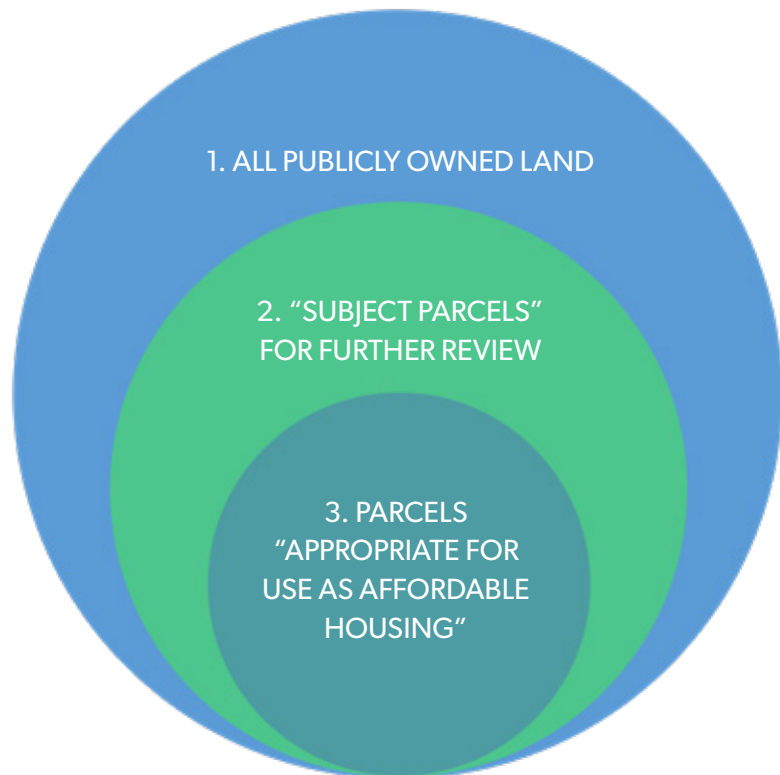 1. ALL PUBLICLY OWNED LAND
2. “SUBJECT PARCELS”
FOR FURTHER REVIEW
3. PARCELS
“APPROPRIATE FOR
USE AS AFFORDABLE
HOUSING”